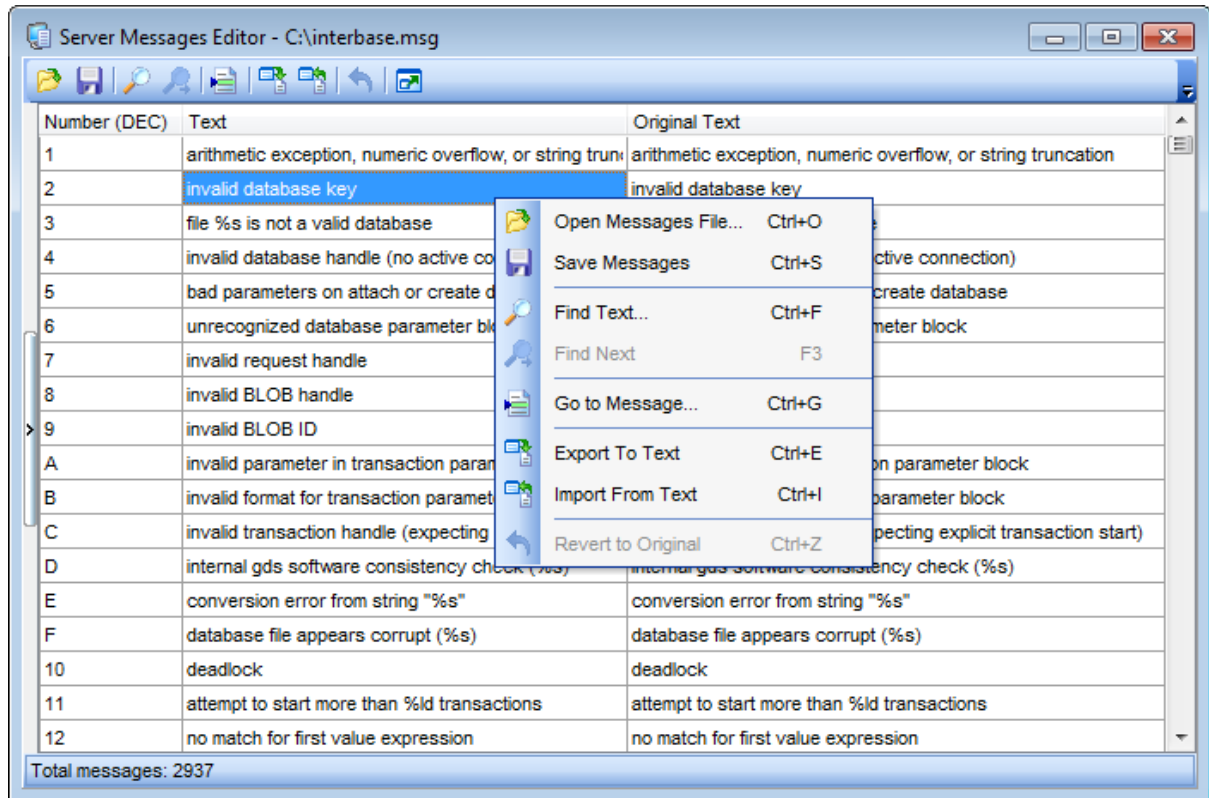 Server Messages Editor - C:\interbase.msg
Number (DEC) Text Original Text
1 arithmetic exception, numeric overflow, or string trun arithmetic exception, numeric overflow, or string truncation
2 invalid database key invalid database key
3 file %s is not a valid database
Open Messages File... Ctrl+O
4 invalid database handle (no active co Save Messages Ctrl+S ctive connection)
5 bad parameters on attach or create d create database
Find Text... Ctrl+F
6 unrecognized database parameter blo meter block
7 invalid request handle Find Next F3
8 invalid BLOB handle Go to Message... Ctrl+G
9 invalid BLOB ID
A invalid parameter in transaction param Export To Text Ctrl+E on parameter block
B invalid format for transaction paramet Import From Text Ctrl+I parameter block
C invalid transaction handle (expecting pecting explicit transaction start)
Revert to Original Ctrl+Z
D internal gds software consistency check (%s) internal gds software consistency check (%s)
E conversion error from string "%s" conversion error from string "%s"
F database file appears corrupt (%s) database file appears corrupt (%s)
10 deadlock deadlock
11 attempt to start more than %ld transactions attempt to start more than %ld transactions
12 no match for first value expression no match for first value expression
Total messages: 2937